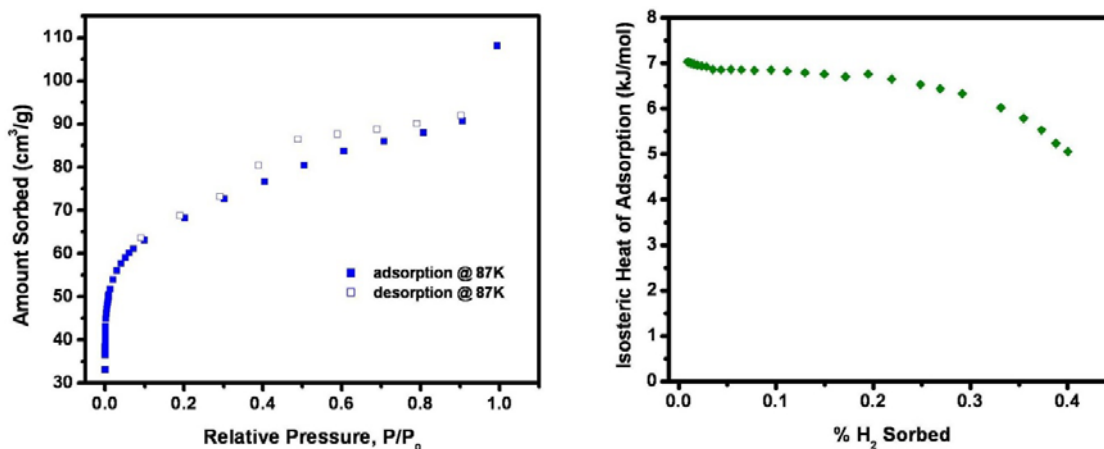 110
100
90
80
70
60
50
40
30
0.0 0.2 0.4 0.6 0.8 1.0
Amount Sorbed (cm³/g)
Relative Pressure, P/P₀
adsorption @ 87K
desorption @ 87K
8
7
6
5
4
3
2
1
0
0.0 0.1 0.2 0.3 0.4
Isosteric Heat of Adsorption (kJ/mol)
% H₂ Sorbed